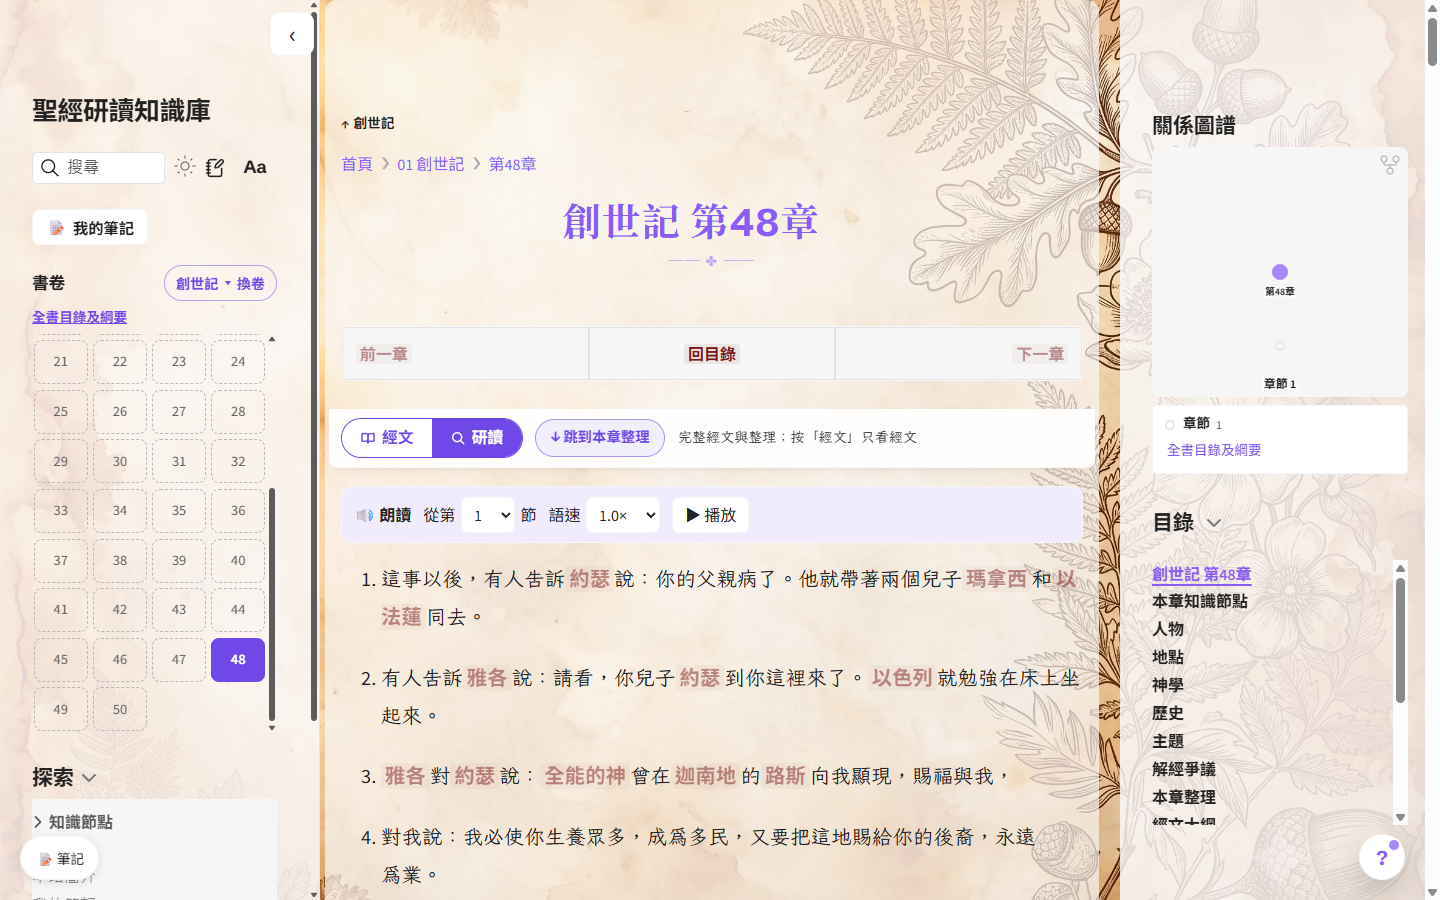 ‹
聖經研讀知識庫
搜尋
Aa
我的筆記
書卷
創世記 ▾ 換卷
全書目錄及綱要
21 22 23 24
25 26 27 28
29 30 31 32
33 34 35 36
37 38 39 40
41 42 43 44
45 46 47 48
49 50
探索
知識節點
筆記
↑ 創世記
首頁 › 01 創世記 › 第48章
創世記 第48章
前一章 回目錄 下一章
經文 研讀 ↓跳到本章整理 完整經文與整理；按「經文」只看經文
朗讀 從第 1 節 語速 1.0× ▶ 播放
1. 這事以後，有人告訴 約瑟 說：你的父親病了。他就帶著兩個兒子 瑪拿西 和 以
法蓮 同去。
2. 有人告訴 雅各 說：請看，你兒子 約瑟 到你這裡來了。 以色列 就勉強在床上坐
起來。
3. 雅各 對 約瑟 說： 全能的神 曾在 迦南地 的 路斯 向我顯現，賜福與我，
4. 對我說：我必使你生養眾多，成為多民，又要把這地賜給你的後裔，永遠
為業。
關係圖譜
第48章
章節 1
章節 1
全書目錄及綱要
目錄
創世記 第48章
本章知識節點
人物
地點
神學
歷史
主題
解經爭議
本章整理
經文大綱
?